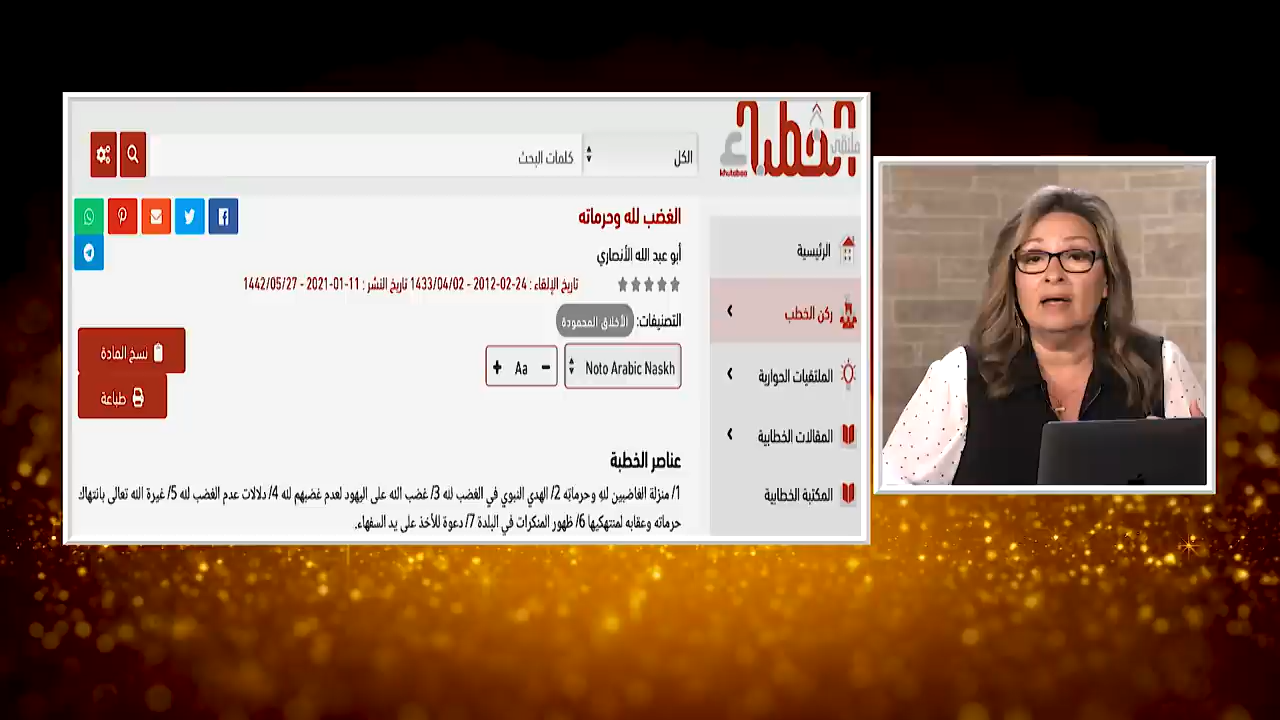 ملتقى الخطباء
khutabaa
الكل
كلمات البحث
الرئيسية
ركن الخطب
الملتقيات الحوارية
المقالات الخطابية
المكتبة الخطابية
الغضب لله وحرماته
أبو عبد الله الأنصاري
تاريخ الإلقاء : 24-02-2012 - 1433/04/02 تاريخ النشر : 11-01-2021 - 1442/05/27
التصنيفات: الأخلاق المحمودة
Noto Arabic Naskh
− Aa +
نسخ المادة
طباعة
عناصر الخطبة
1/ منزلة الغاضبين لله وحرماته 2/ الهدي النبوي في الغضب لله 3/ غضب الله على اليهود لعدم غضبهم لله 4/ دلالات عدم الغضب لله 5/ غيرة الله تعالى بانتهاك
حرماته وعقابه لمنتهكيها 6/ ظهور المنكرات في البلدة 7/ دعوة للأخذ على يد السفهاء.